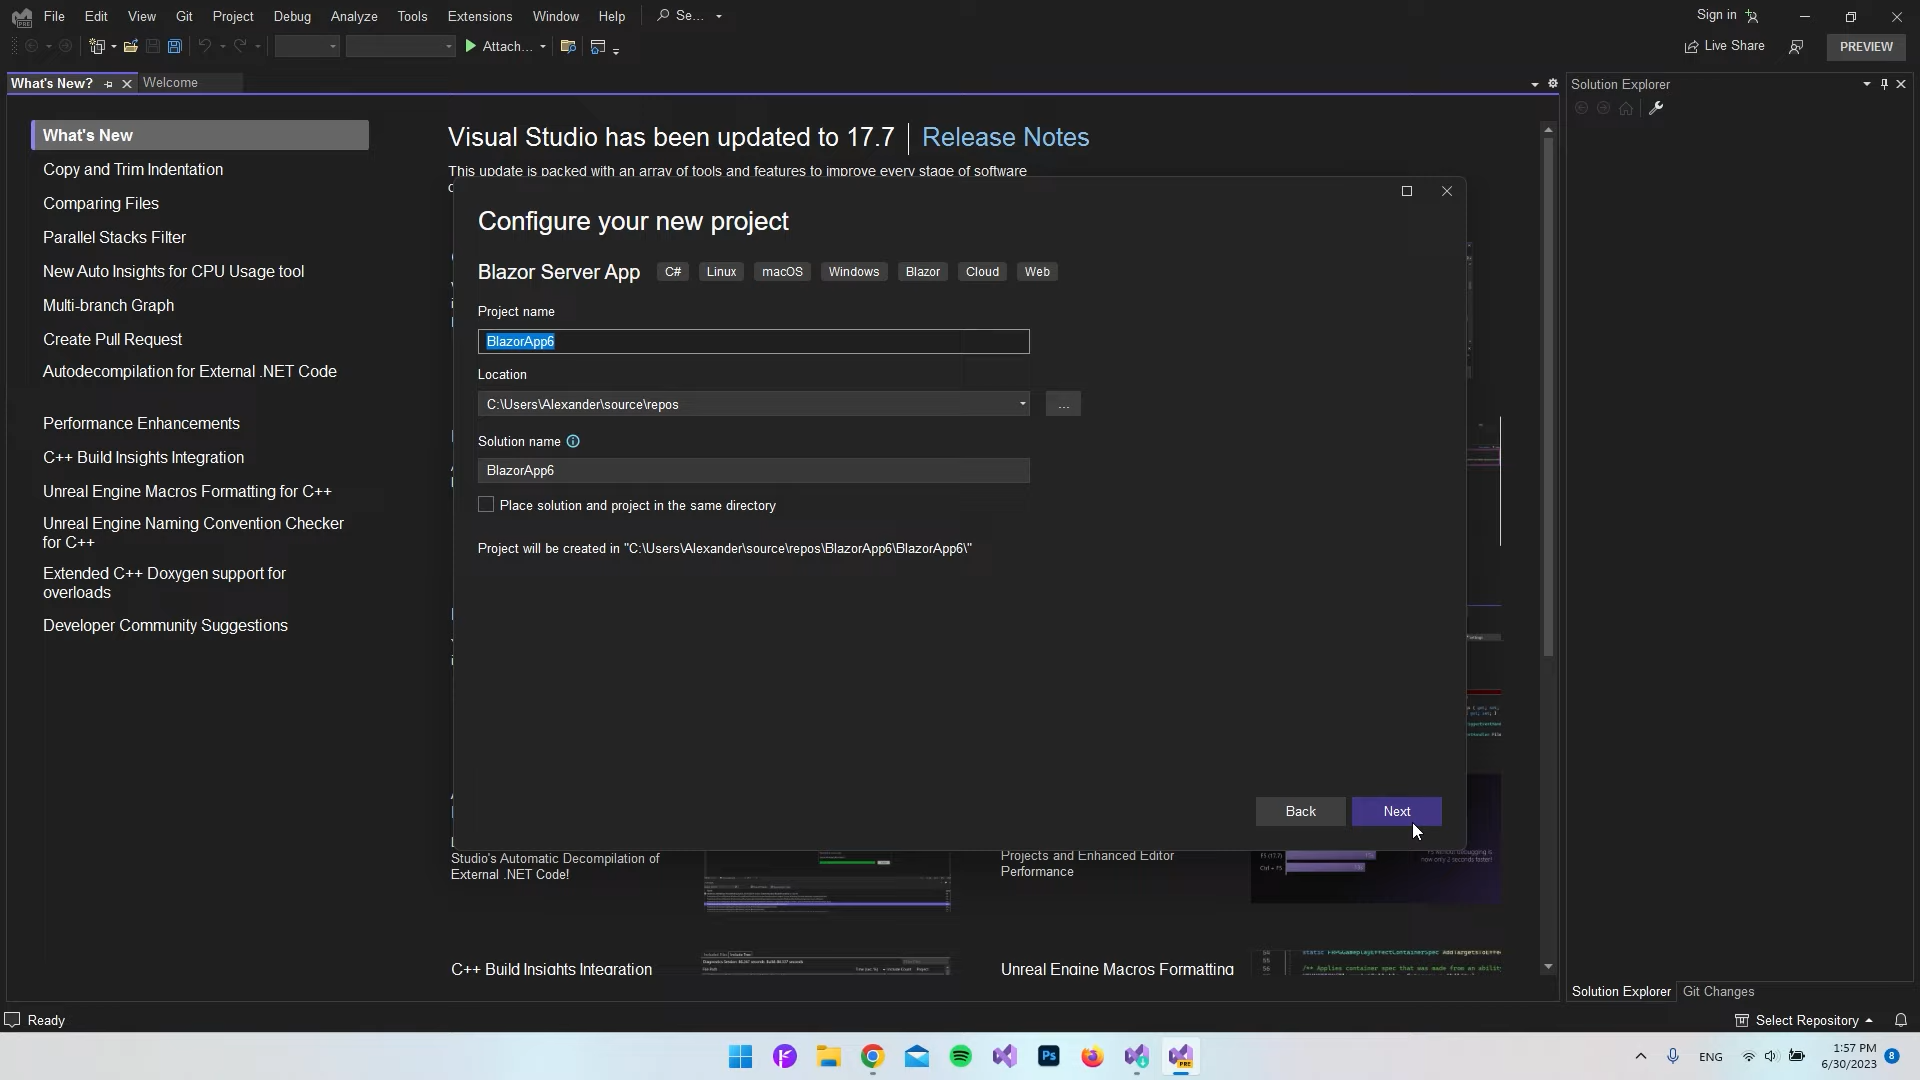 File Edit View Git Project Debug Analyze Tools Extensions Window Help Se...
Sign in
Attach...
Live Share
PREVIEW
What's New?
Welcome
Solution Explorer
What's New
Copy and Trim Indentation
Comparing Files
Parallel Stacks Filter
New Auto Insights for CPU Usage tool
Multi-branch Graph
Create Pull Request
Autodecompilation for External .NET Code
Performance Enhancements
C++ Build Insights Integration
Unreal Engine Macros Formatting for C++
Unreal Engine Naming Convention Checker
for C++
Extended C++ Doxygen support for
overloads
Developer Community Suggestions
Visual Studio has been updated to 17.7 Release Notes
This update is packed with an array of tools and features to improve every stage of software
Configure your new project
Blazor Server App C# Linux macOS Windows Blazor Cloud Web
Project name
BlazorApp6
Location
C:\Users\Alexander\source\repos
...
Solution name
BlazorApp6
Place solution and project in the same directory
Project will be created in "C:\Users\Alexander\source\repos\BlazorApp6\BlazorApp6\"
Back
Next
Studio's Automatic Decompilation of
External .NET Code!
Projects and Enhanced Editor
Performance
C++ Build Insights Integration
Unreal Engine Macros Formatting
Solution Explorer
Git Changes
Ready
Select Repository
Ps
PRE
ENG
1:57 PM
6/30/2023
8